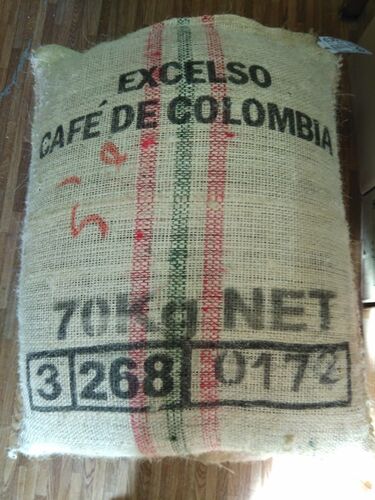 EXCELSO
CAFÉ DE COLOMBIA
70Kg NET
3 268 0172